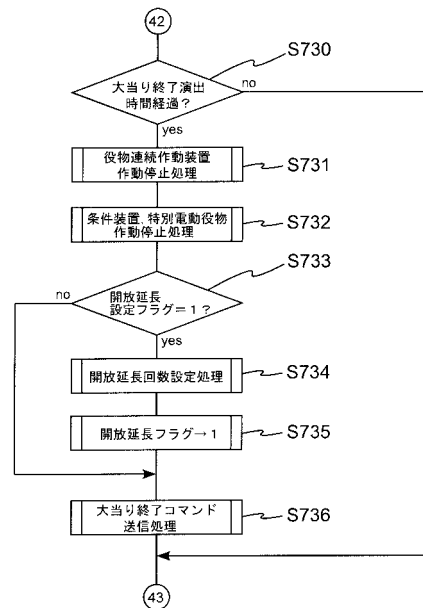 42
S730
大当り終了演出
時間経過?
no
yes
役物連続作動装置
作動停止処理
S731
条件装置、特別電動役物
作動停止処理
S732
S733
開放延長
設定フラグ=1?
no
yes
開放延長回数設定処理
S734
開放延長フラグ→1
S735
大当り終了コマンド
送信処理
S736
43